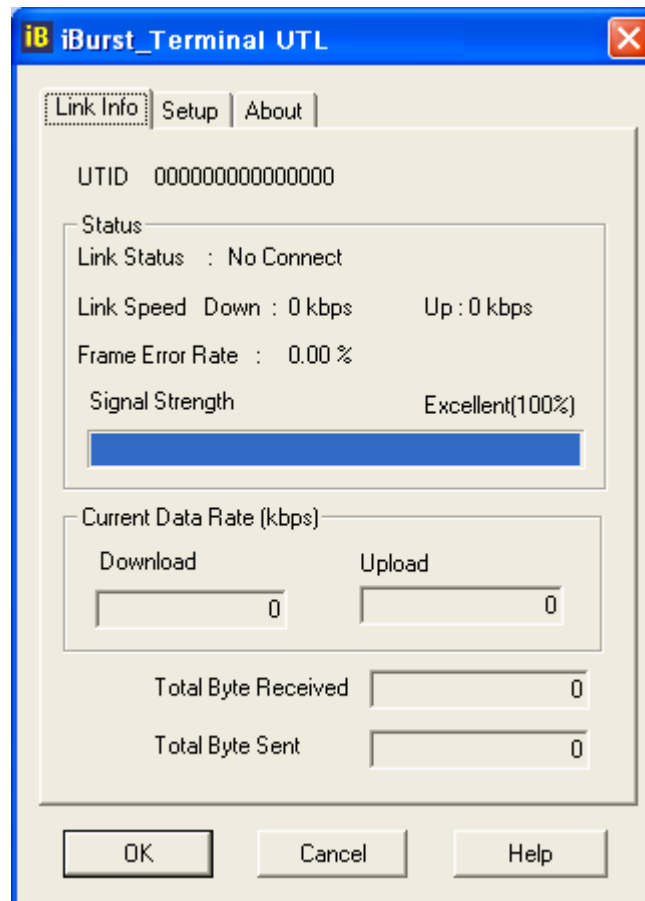 iB iBurst_Terminal UTL
Link Info Setup About
UTID 000000000000000
Status
Link Status : No Connect
Link Speed Down : 0 kbps Up : 0 kbps
Frame Error Rate : 0.00 %
Signal Strength Excellent(100%)
Current Data Rate (kbps)
Download Upload
0 0
Total Byte Received 0
Total Byte Sent 0
OK Cancel Help